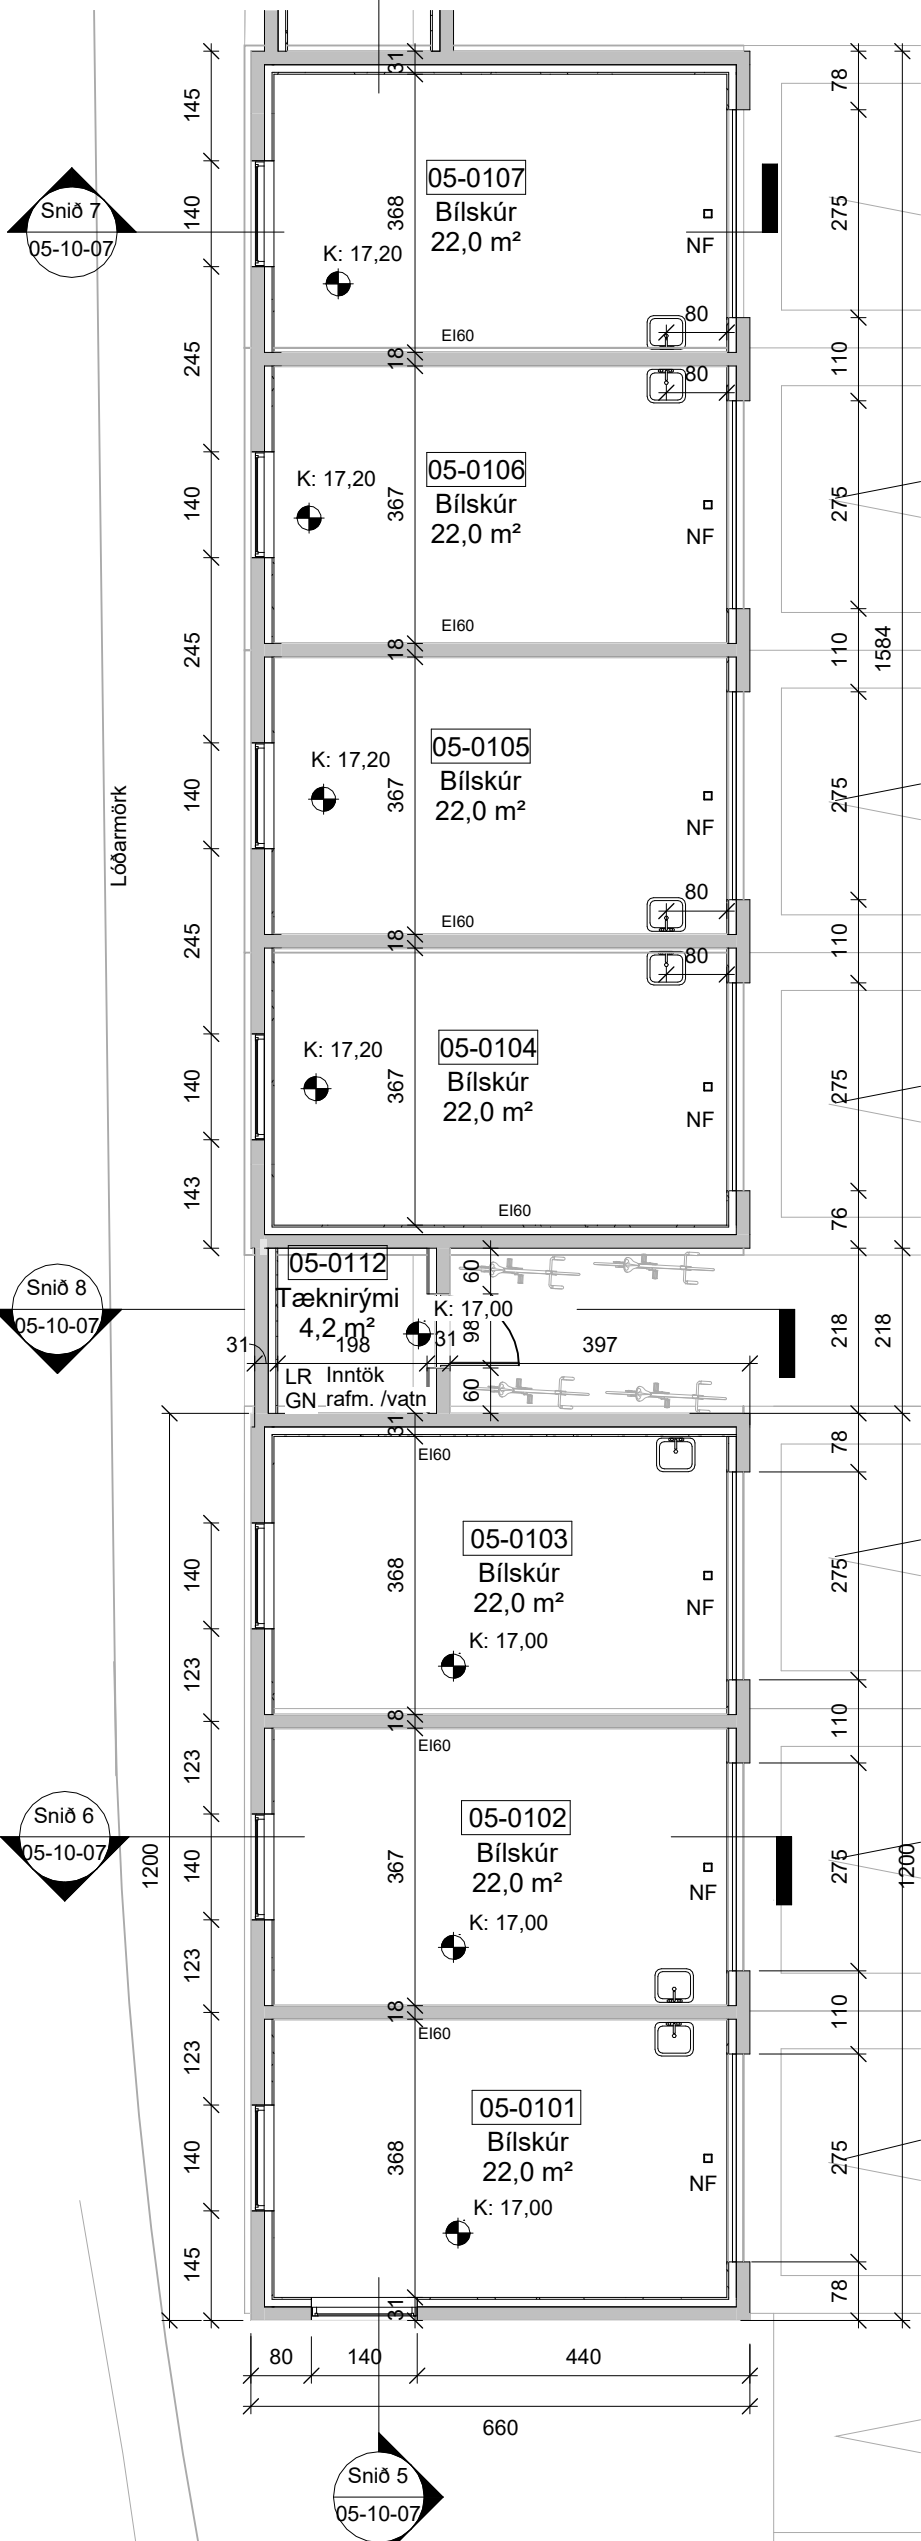 31
145
78
05-0107
Bílskúr
22,0 m²
Snið 7
05-10-07
140
368
275
NF
K: 17,20
80
EI60
18
245
110
80
05-0106
Bílskúr
22,0 m²
K: 17,20
140
367
275
NF
EI60
18
245
110
1584
05-0105
Bílskúr
22,0 m²
K: 17,20
140
367
275
NF
Lóðarmörk
80
EI60
18
245
110
80
05-0104
Bílskúr
22,0 m²
K: 17,20
140
367
275
NF
143
EI60
76
05-0112
Tæknirými
4,2 m²
60
Snið 8
05-10-07
K: 17,00
98
31
198
31
397
218
218
LR
GN
Inntök
rafm. /vatn
60
31
78
EI60
05-0103
Bílskúr
22,0 m²
140
368
275
NF
K: 17,00
123
18
110
EI60
123
05-0102
Bílskúr
22,0 m²
Snið 6
05-10-07
1200
140
367
275
1200
NF
K: 17,00
123
18
110
EI60
123
05-0101
Bílskúr
22,0 m²
140
368
275
NF
K: 17,00
145
31
78
80
140
440
660
Snið 5
05-10-07